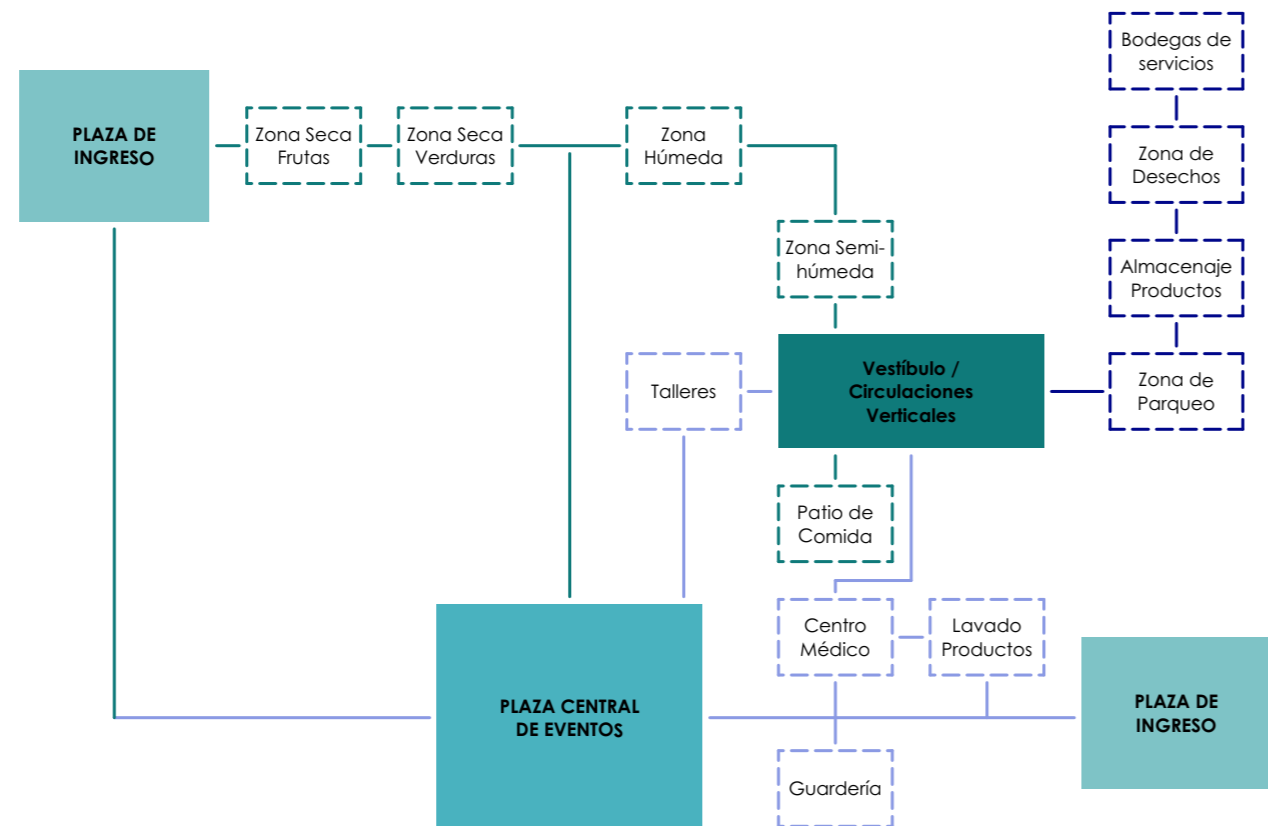 Bodegas de
servicios
PLAZA DE
INGRESO
Zona Seca
Frutas
Zona Seca
Verduras
Zona
Húmeda
Zona de
Desechos
Zona Semi-
húmeda
Almacenaje
Productos
Talleres
Vestíbulo /
Circulaciones
Verticales
Zona de
Parqueo
Patio de
Comida
Centro
Médico
Lavado
Productos
PLAZA CENTRAL
DE EVENTOS
PLAZA DE
INGRESO
Guardería